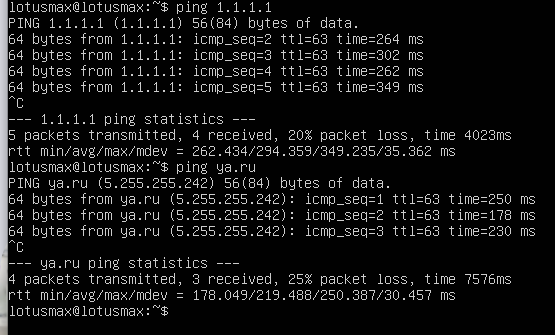 lotusmax@lotusmax:~$ ping 1.1.1.1
PING 1.1.1.1 (1.1.1.1) 56(84) bytes of data.
64 bytes from 1.1.1.1: icmp_seq=2 ttl=63 time=264 ms
64 bytes from 1.1.1.1: icmp_seq=3 ttl=63 time=302 ms
64 bytes from 1.1.1.1: icmp_seq=4 ttl=63 time=262 ms
64 bytes from 1.1.1.1: icmp_seq=5 ttl=63 time=349 ms
^C
--- 1.1.1.1 ping statistics ---
5 packets transmitted, 4 received, 20% packet loss, time 4023ms
rtt min/avg/max/mdev = 262.434/294.359/349.235/35.362 ms
lotusmax@lotusmax:~$ ping ya.ru
PING ya.ru (5.255.255.242) 56(84) bytes of data.
64 bytes from ya.ru (5.255.255.242): icmp_seq=1 ttl=63 time=250 ms
64 bytes from ya.ru (5.255.255.242): icmp_seq=2 ttl=63 time=178 ms
64 bytes from ya.ru (5.255.255.242): icmp_seq=3 ttl=63 time=230 ms
^C
--- ya.ru ping statistics ---
4 packets transmitted, 3 received, 25% packet loss, time 7576ms
rtt min/avg/max/mdev = 178.049/219.488/250.387/30.457 ms
lotusmax@lotusmax:~$